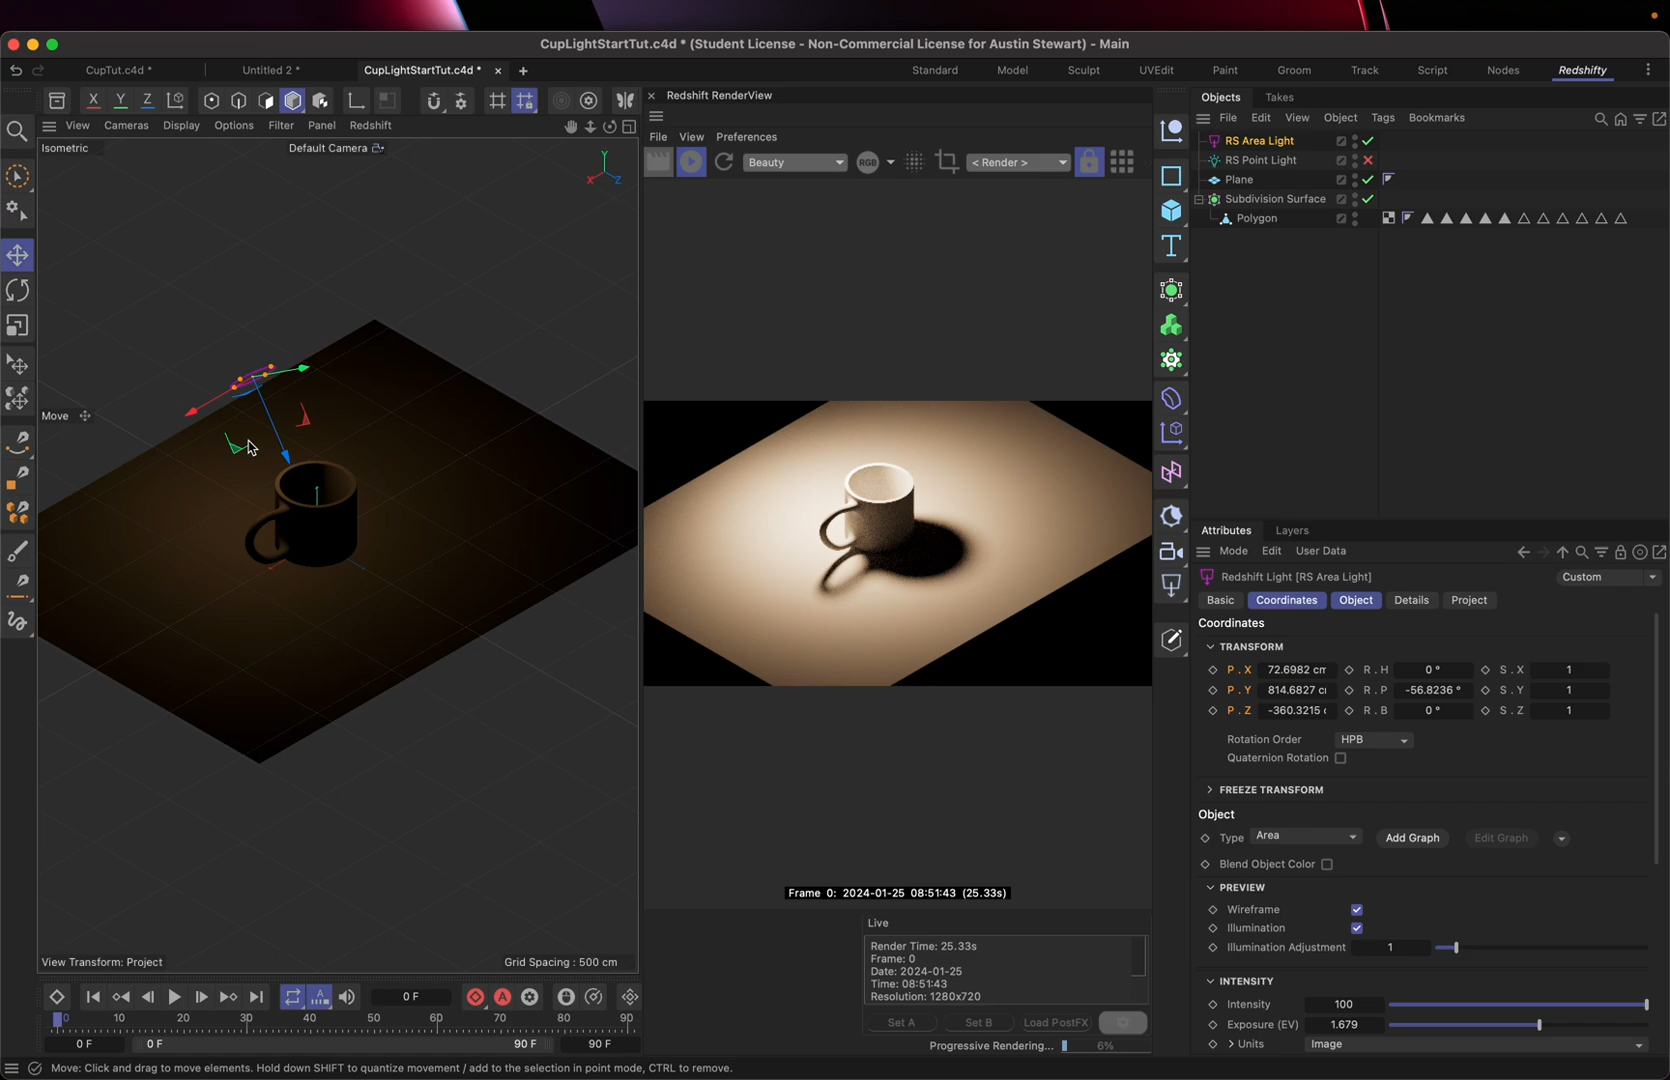 CupLightStartTut.c4d * (Student License - Non-Commercial License for Austin Stewart) - Main
CupTut.c4d *
Untitled 2 *
CupLightStartTut.c4d *
Standard
Model
Sculpt
UVEdit
Paint
Groom
Track
Script
Nodes
Redshifty
X
Y
Z
Redshift RenderView
Objects
Takes
View
Cameras
Display
Options
Filter
Panel
Redshift
File
Edit
View
Object
Tags
Bookmarks
Isometric
Default Camera
File
View
Preferences
Beauty
RGB
< Render >
RS Area Light
RS Point Light
Plane
Subdivision Surface
Polygon
Y
X
Z
Move
Attributes
Layers
Mode
Edit
User Data
Redshift Light [RS Area Light]
Custom
Basic
Coordinates
Object
Details
Project
Coordinates
TRANSFORM
P . X
72.6982 cm
R . H
0 °
S . X
1
P . Y
814.6827 c
R . P
-56.8236 °
S . Y
1
P . Z
-360.3215
R . B
0 °
S . Z
1
Rotation Order
HPB
Quaternion Rotation
FREEZE TRANSFORM
Object
Type
Area
Add Graph
Edit Graph
Blend Object Color
PREVIEW
Wireframe
Illumination
Illumination Adjustment
1
INTENSITY
Intensity
100
Exposure (EV)
1.679
Units
Image
Frame 0: 2024-01-25 08:51:43 (25.33s)
Live
Render Time: 25.33s
Frame: 0
Date: 2024-01-25
Time: 08:51:43
Resolution: 1280x720
Set A
Set B
Load PostFX
Progressive Rendering...
6%
View Transform: Project
Grid Spacing : 500 cm
0 F
0
10
20
30
40
50
60
70
80
90
0 F
0 F
90 F
90 F
Move: Click and drag to move elements. Hold down SHIFT to quantize movement / add to the selection in point mode, CTRL to remove.